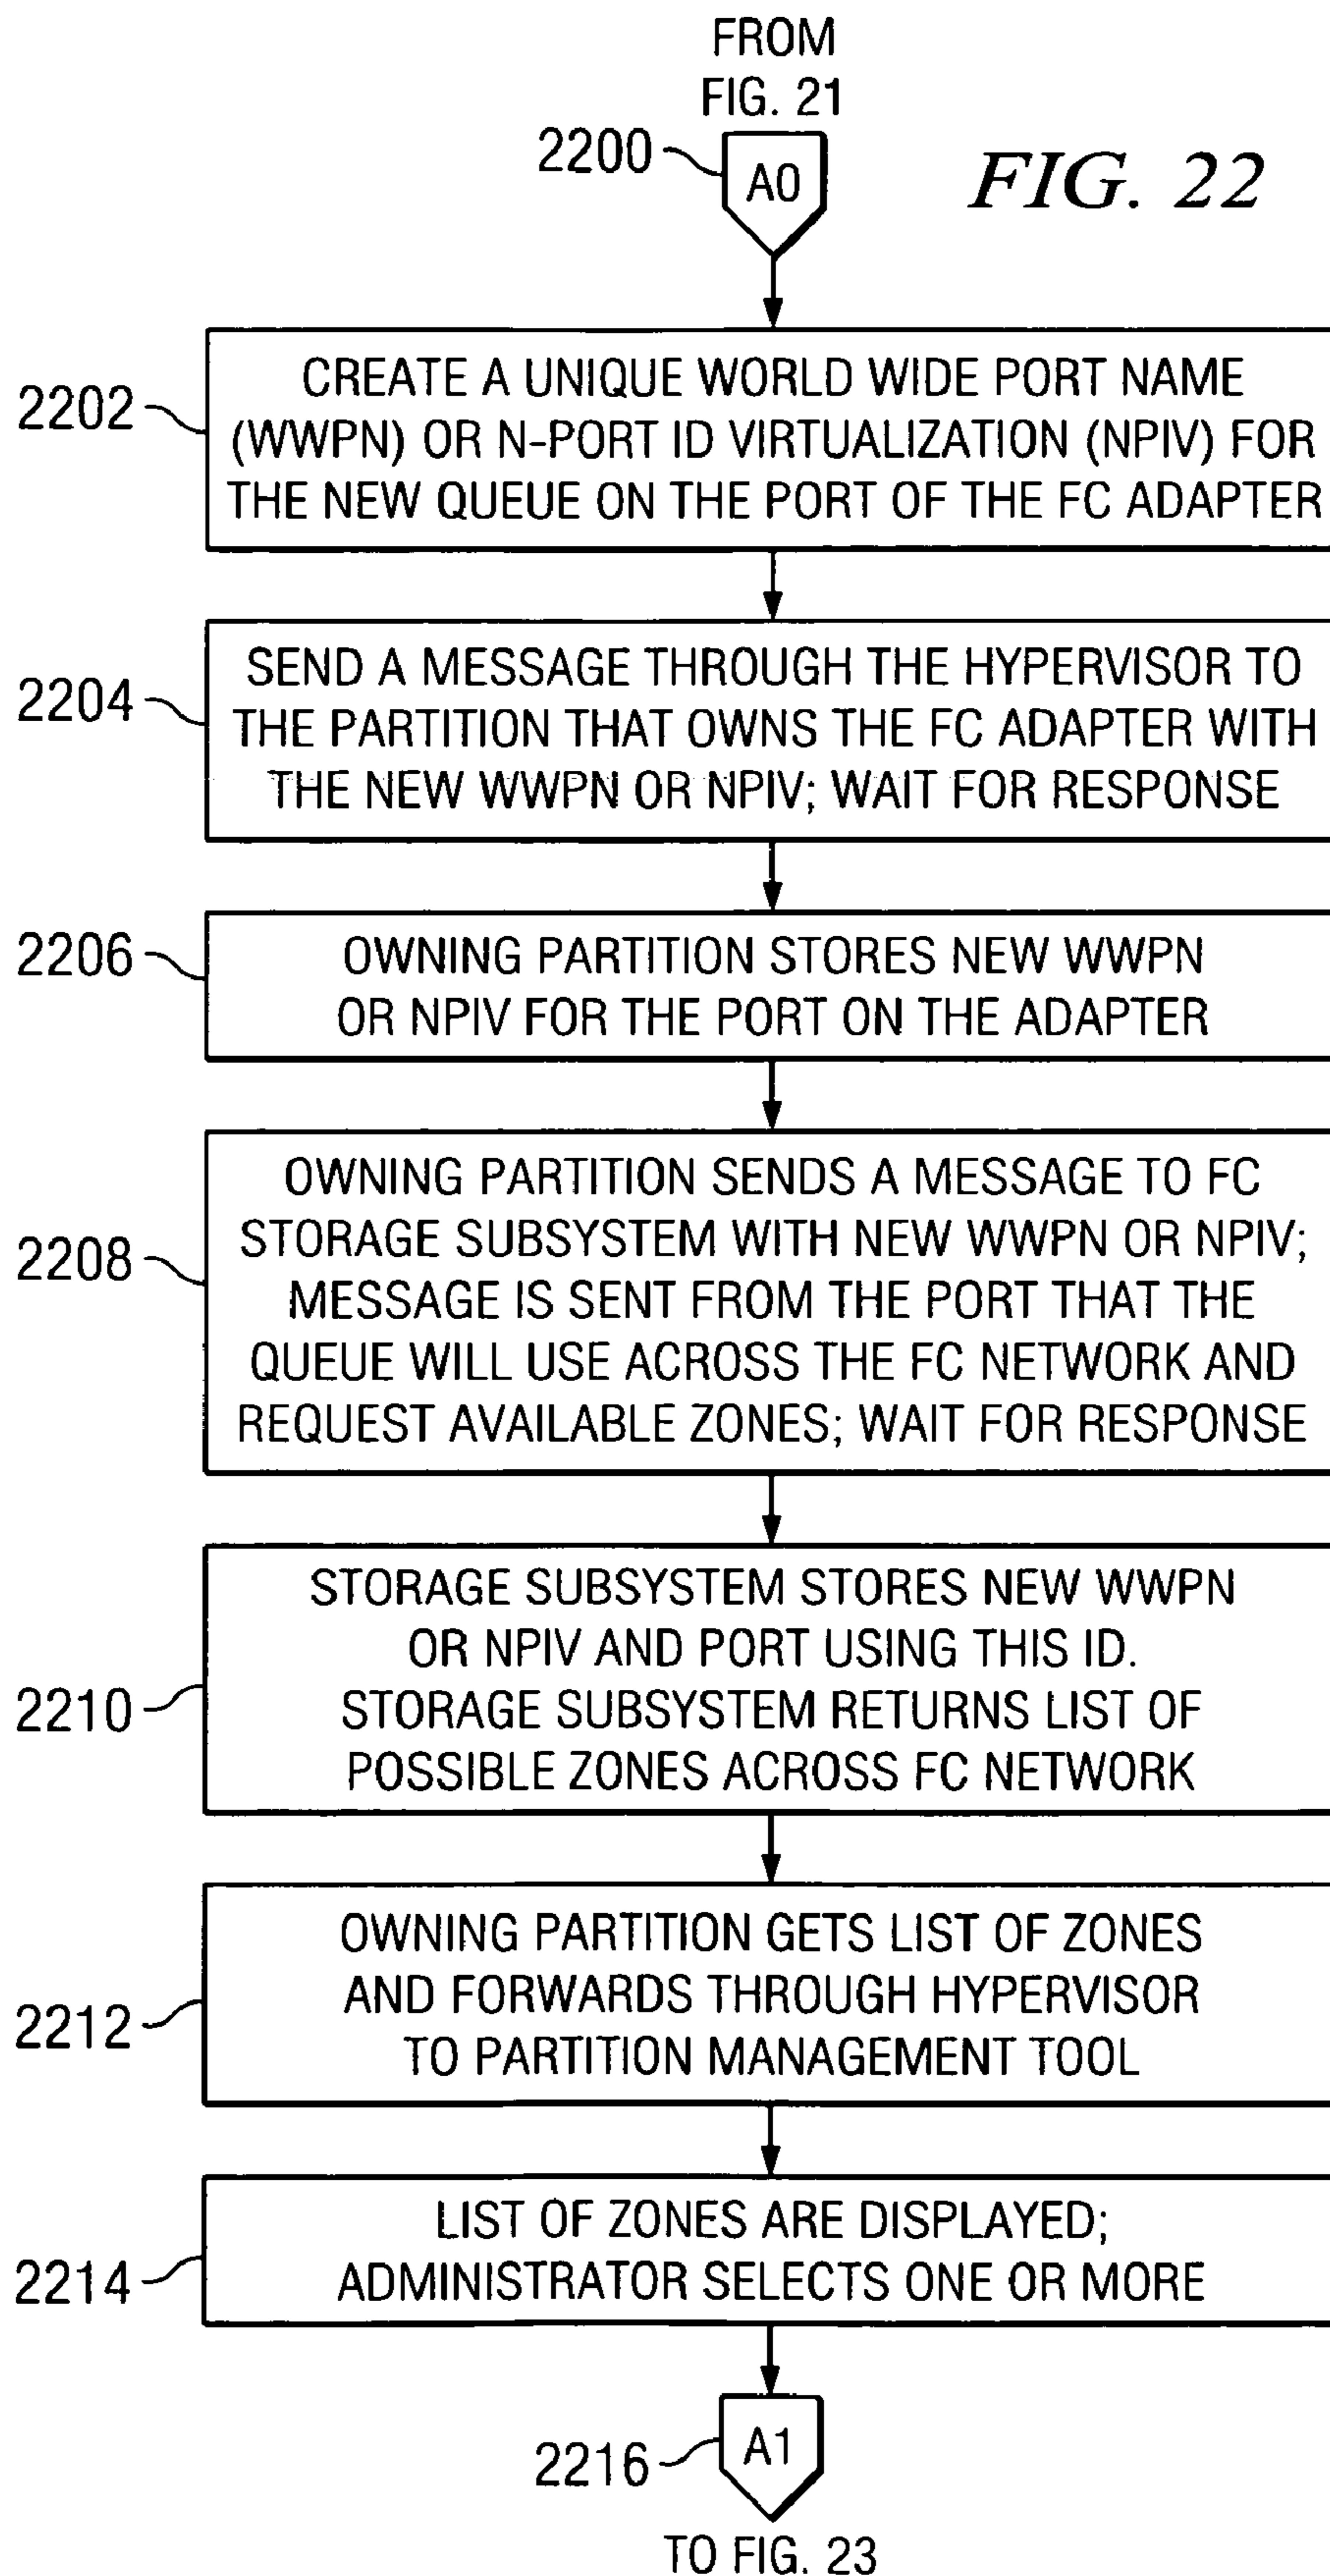 FROM
FIG. 21
2200
A0
FIG. 22
2202
CREATE A UNIQUE WORLD WIDE PORT NAME
(WWPN) OR N-PORT ID VIRTUALIZATION (NPIV) FOR
THE NEW QUEUE ON THE PORT OF THE FC ADAPTER
2204
SEND A MESSAGE THROUGH THE HYPERVISOR TO
THE PARTITION THAT OWNS THE FC ADAPTER WITH
THE NEW WWPN OR NPIV; WAIT FOR RESPONSE
2206
OWNING PARTITION STORES NEW WWPN
OR NPIV FOR THE PORT ON THE ADAPTER
2208
OWNING PARTITION SENDS A MESSAGE TO FC
STORAGE SUBSYSTEM WITH NEW WWPN OR NPIV;
MESSAGE IS SENT FROM THE PORT THAT THE
QUEUE WILL USE ACROSS THE FC NETWORK AND
REQUEST AVAILABLE ZONES; WAIT FOR RESPONSE
2210
STORAGE SUBSYSTEM STORES NEW WWPN
OR NPIV AND PORT USING THIS ID.
STORAGE SUBSYSTEM RETURNS LIST OF
POSSIBLE ZONES ACROSS FC NETWORK
2212
OWNING PARTITION GETS LIST OF ZONES
AND FORWARDS THROUGH HYPERVISOR
TO PARTITION MANAGEMENT TOOL
2214
LIST OF ZONES ARE DISPLAYED;
ADMINISTRATOR SELECTS ONE OR MORE
2216
A1
TO FIG. 23